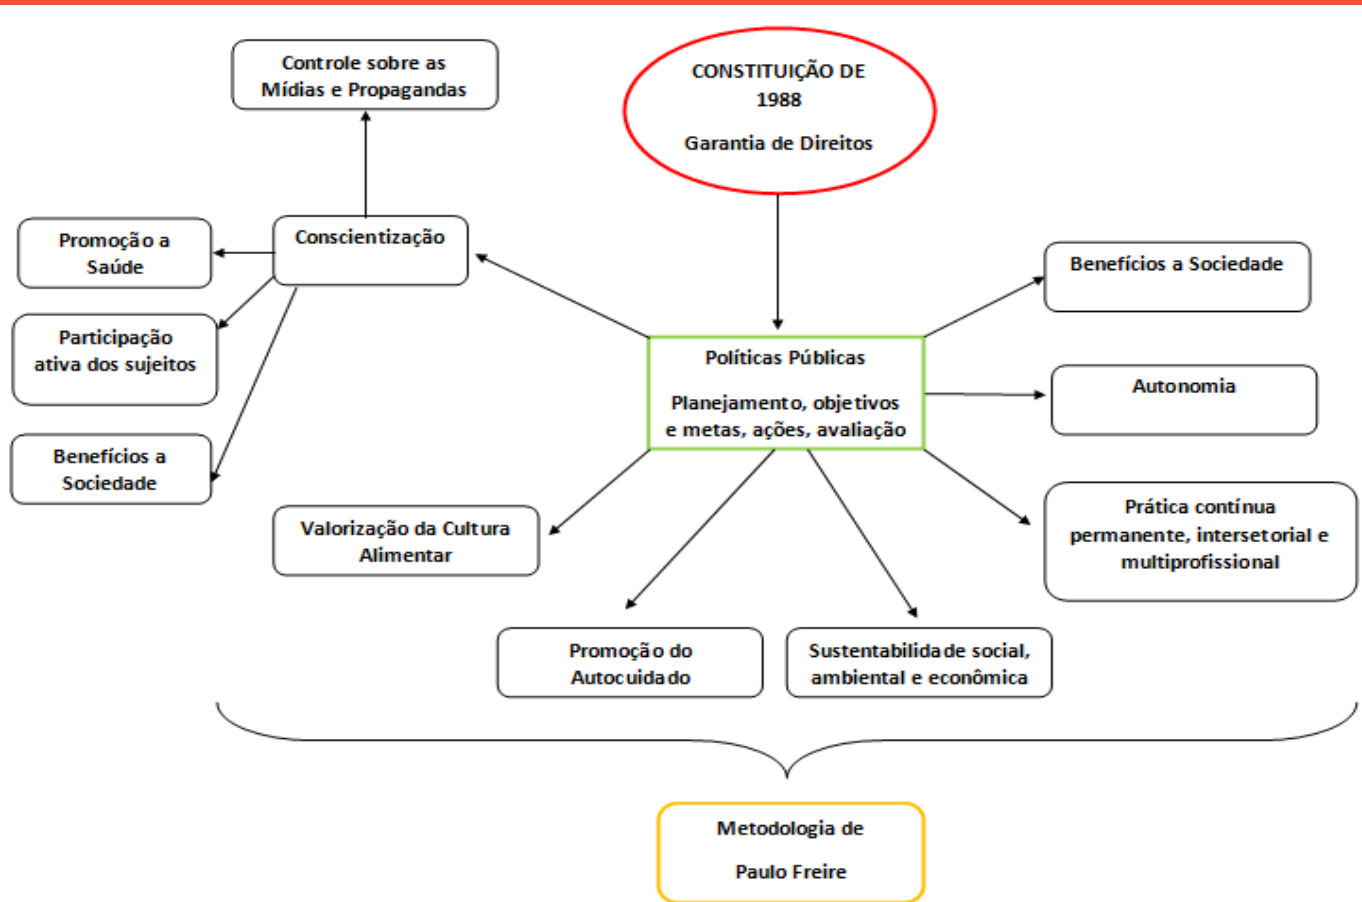 Controle sobre as
Mídias e Propagandas
CONSTITUIÇÃO DE
1988
Garantia de Direitos
Conscientização
Promoção a
Saúde
Participação
ativa dos sujeitos
Benefícios a
Sociedade
Benefícios a Sociedade
Políticas Públicas
Planejamento, objetivos
e metas, ações, avaliação
Autonomia
Valorização da Cultura
Alimentar
Prática contínua
permanente, intersetorial e
multiprofissional
Promoção do
Autocuidado
Sustentabilidade social,
ambiental e econômica
Metodologia de
Paulo Freire